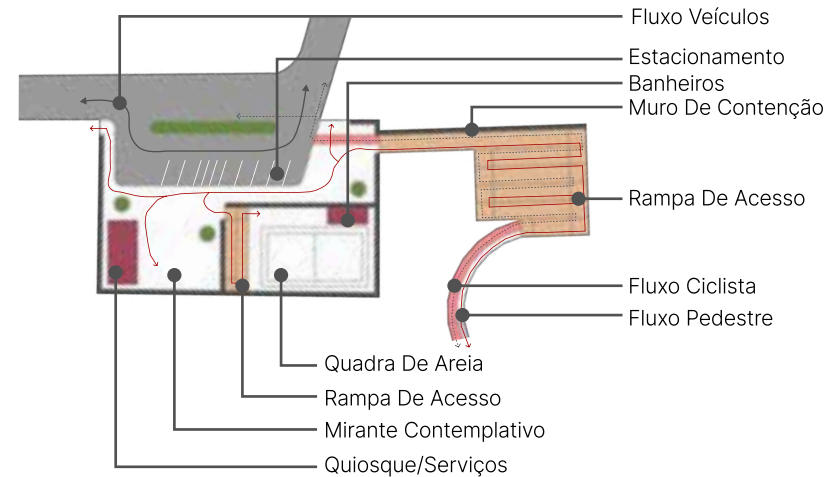 Fluxo Veículos
Estacionamento
Banheiros
Muro De Contenção
Rampa De Acesso
Fluxo Ciclista
Fluxo Pedestre
Quadra De Areia
Rampa De Acesso
Mirante Contemplativo
Quiosque/Serviços